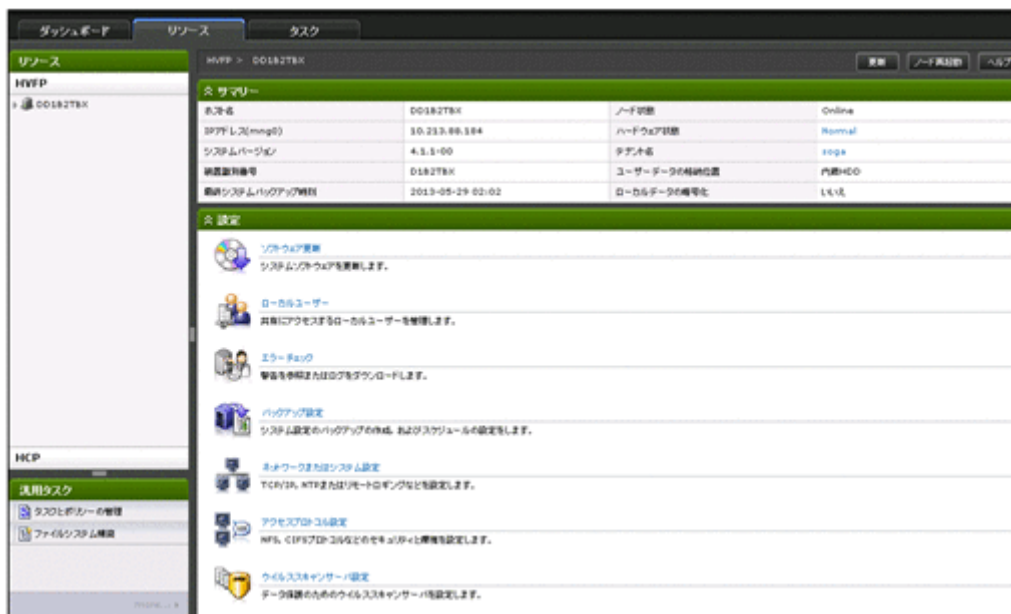 ダッシュボード リソース タスク
リソース
HVFP > DD182TBX 更新 ノード再起動 ヘルプ
HVFP
DD182TBX
サマリー
ホスト名 DD182TBX ノード状態 Online
IPアドレス(mng0) 10.213.88.184 ハードウェア状態 Normal
システムバージョン 4.1.1-00 テナント名 soga
装置識別番号 D182TBX ユーザーデータの格納位置 内蔵HDD
最終システムバックアップ時刻 2013-05-29 02:02 ローカルデータの暗号化 いいえ
設定
ソフトウェア更新
システムソフトウェアを更新します。
ローカルユーザー
共有にアクセスするローカルユーザーを管理します。
エラーチェック
警告を参照またはログをダウンロードします。
バックアップ設定
システム設定のバックアップの作成、およびスケジュールの設定をします。
ネットワークまたはシステム設定
TCP/IP、NTPまたはリモートロギングなどを設定します。
アクセスプロトコル設定
NFS、CIFSプロトコルなどのセキュリティと環境を設定します。
ウイルススキャンサーバ設定
データ保護のためのウイルススキャンサーバを設定します。
HCP
汎用タスク
タスクとポリシーの管理
ファイルシステム構築
more...